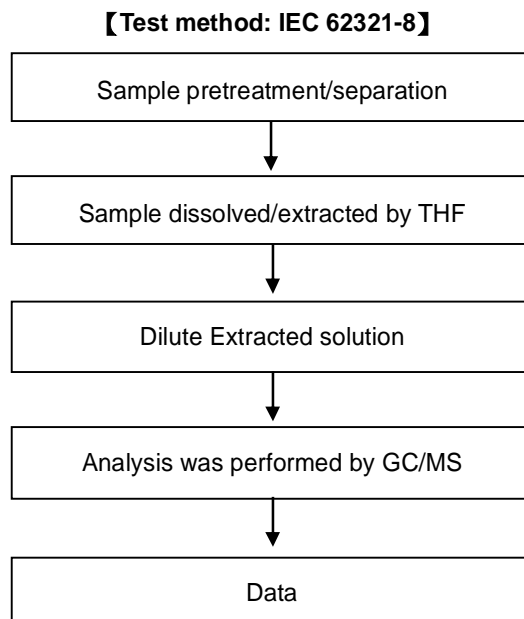 【Test method: IEC 62321-8】
Sample pretreatment/separation
Sample dissolved/extracted by THF
Dilute Extracted solution
Analysis was performed by GC/MS
Data